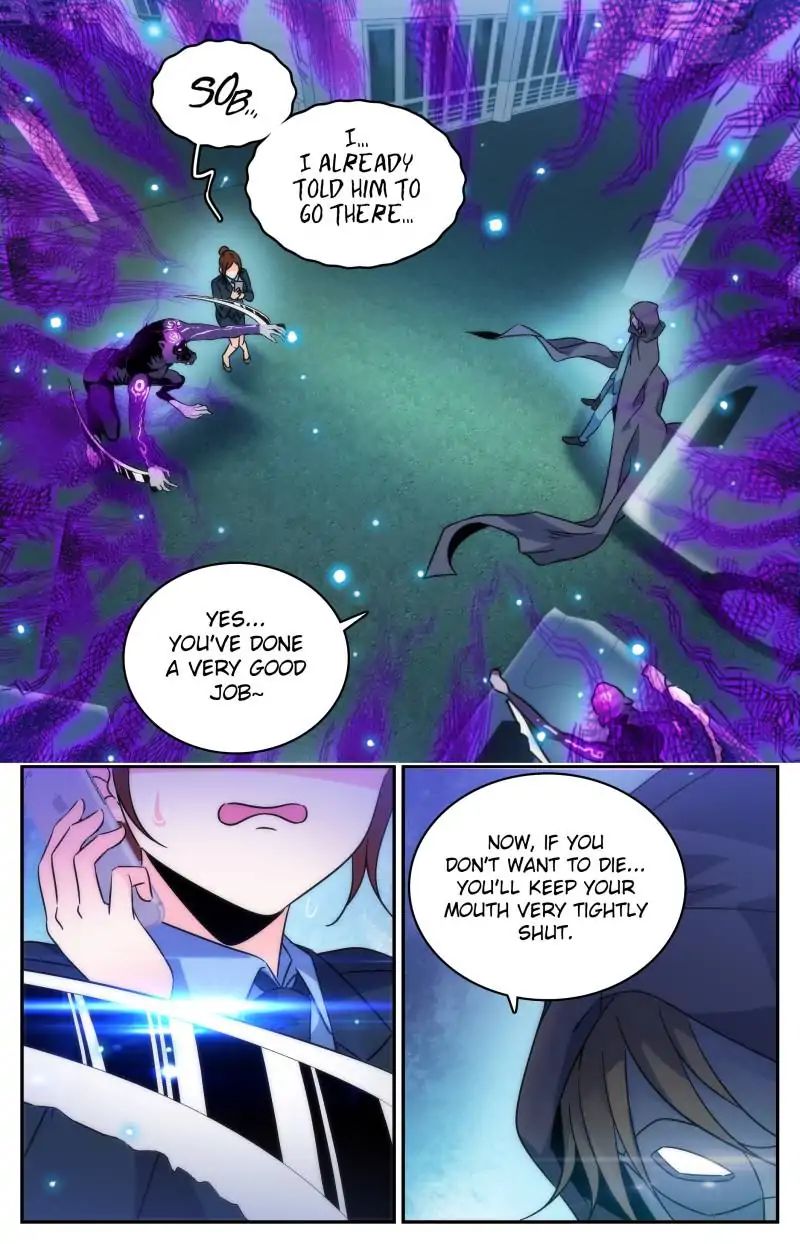 SOB...
I...
I ALREADY
TOLD HIM TO
GO THERE...
YES...
YOU'VE DONE
A VERY GOOD
JOB~
NOW, IF YOU
DON'T WANT TO DIE...
YOU'LL KEEP YOUR
MOUTH VERY TIGHTLY
SHUT.